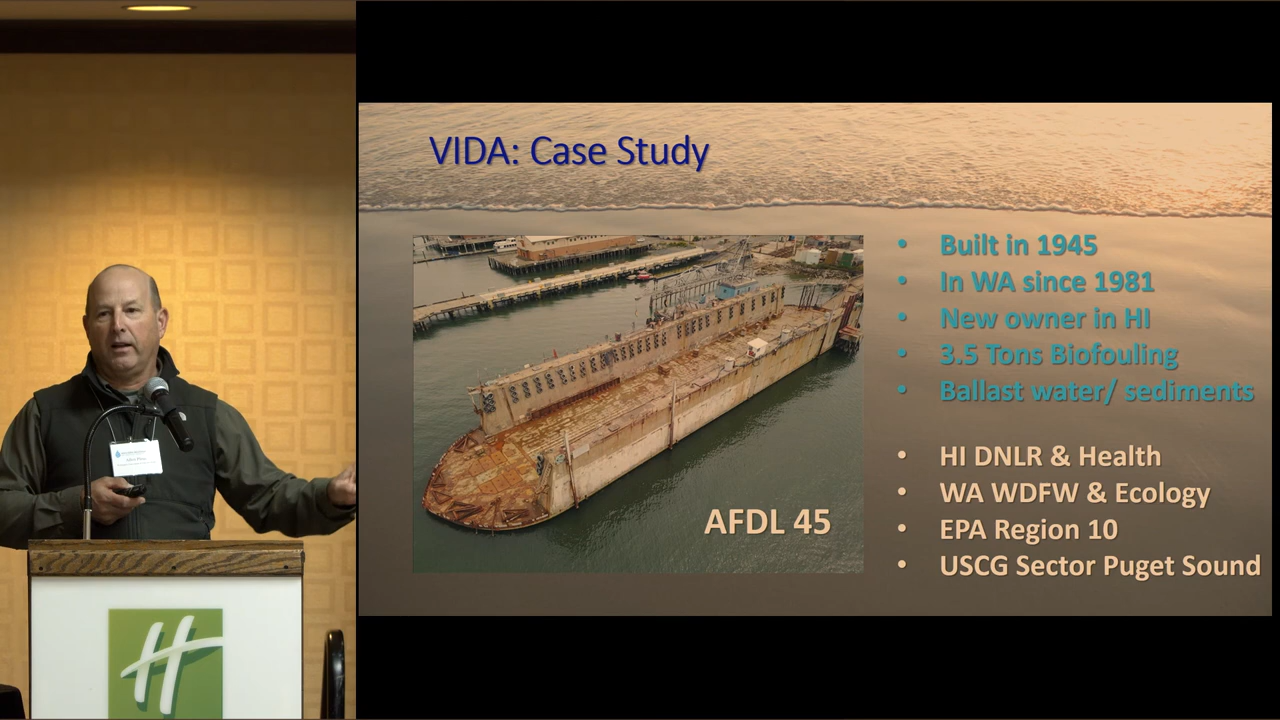 VIDA: Case Study
• Built in 1945
• In WA since 1981
• New owner in HI
• 3.5 Tons Biofouling
• Ballast water/ sediments
• HI DNLR & Health
• WA WDFW & Ecology
• EPA Region 10
• USCG Sector Puget Sound
AFDL 45
H